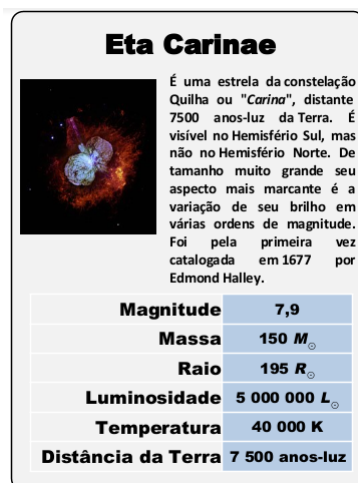 Eta Carinae
É uma estrela da constelação
Quilha ou "Carina", distante
7500 anos-luz da Terra. É
visível no Hemisfério Sul, mas
não no Hemisfério Norte. De
tamanho muito grande seu
aspecto mais marcante é a
variação de seu brilho em
várias ordens de magnitude.
Foi pela primeira vez
catalogada em 1677 por
Edmond Halley.
Magnitude 7,9
Massa 150 M☉
Raio 195 R☉
Luminosidade 5 000 000 L☉
Temperatura 40 000 K
Distância da Terra 7 500 anos-luz